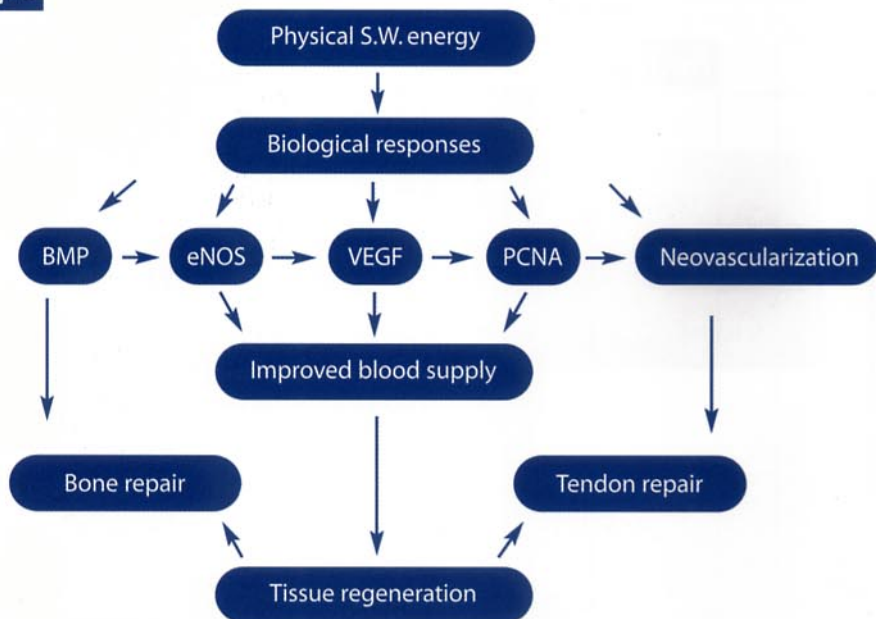 Physical S.W. energy
Biological responses
BMP
eNOS
VEGF
PCNA
Neovascularization
Improved blood supply
Bone repair
Tendon repair
Tissue regeneration